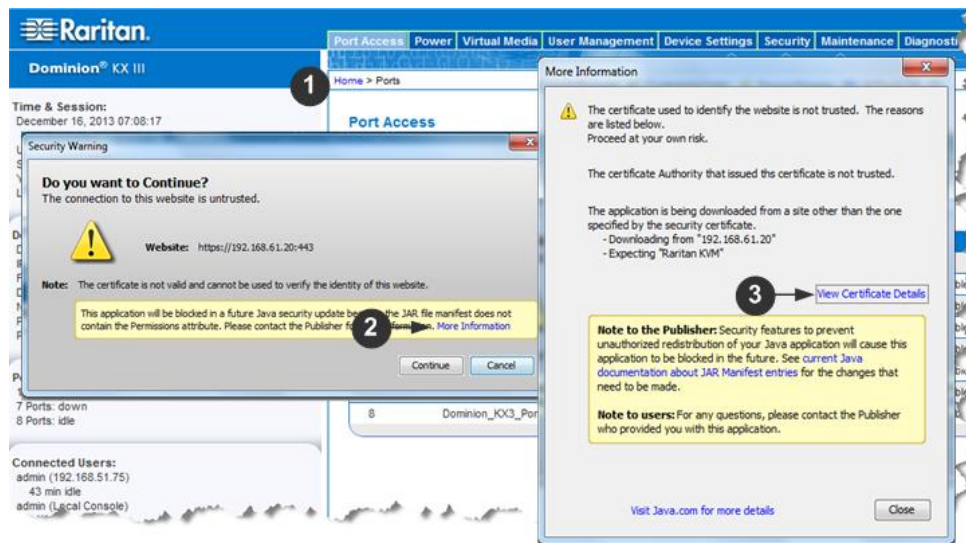 Raritan.
Dominion® KX III
Port Access Power Virtual Media User Management Device Settings Security Maintenance
1
Home > Ports
Time & Session:
December 16, 2013 07:08:17
Port Access
Security Warning
Do you want to Continue?
The connection to this website is untrusted.
Website: https://192.168.61.20:443
Note: The certificate is not valid and cannot be used to verify the identity of this website.
This application will be blocked in a future Java security update the JAR file manifest does not
contain the Permissions attribute. Please contact the Publisher More Information
2
Continue Cancel
7 Ports: down
8 Ports: idle
8
Connected Users:
admin (192.168.51.75)
43 min idle
admin (Local Console)
More Information
The certificate used to identify the website is not trusted. The reasons
are listed below.
Proceed at your own risk.
The certificate Authority that issued ths certificate is not trusted.
The application is being downloaded from a site other than the one
specified by the security certificate.
- Downloading from "192.168.61.20"
- Expecting "Raritan KVM"
3
View Certificate Details
Note to the Publisher: Security features to prevent
unauthorized redistribution of your Java application will cause this
application to be blocked in the future. See current Java
documentation about JAR Manifest entries for the changes that
need to be made.
Note to users: For any questions, please contact the Publisher
who provided you with this application.
Visit Java.com for more details
Close